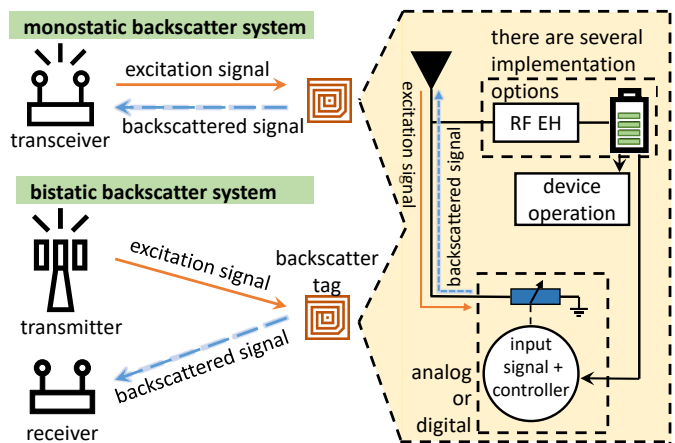 monostatic backscatter system
excitation signal
backscattered signal
transceiver
bistatic backscatter system
excitation signal
backscatter
tag
transmitter
backscattered signal
receiver
there are several
implementation
options
RF EH
excitation signal
backscattered signal
device
operation
input
signal +
controller
analog
or
digital